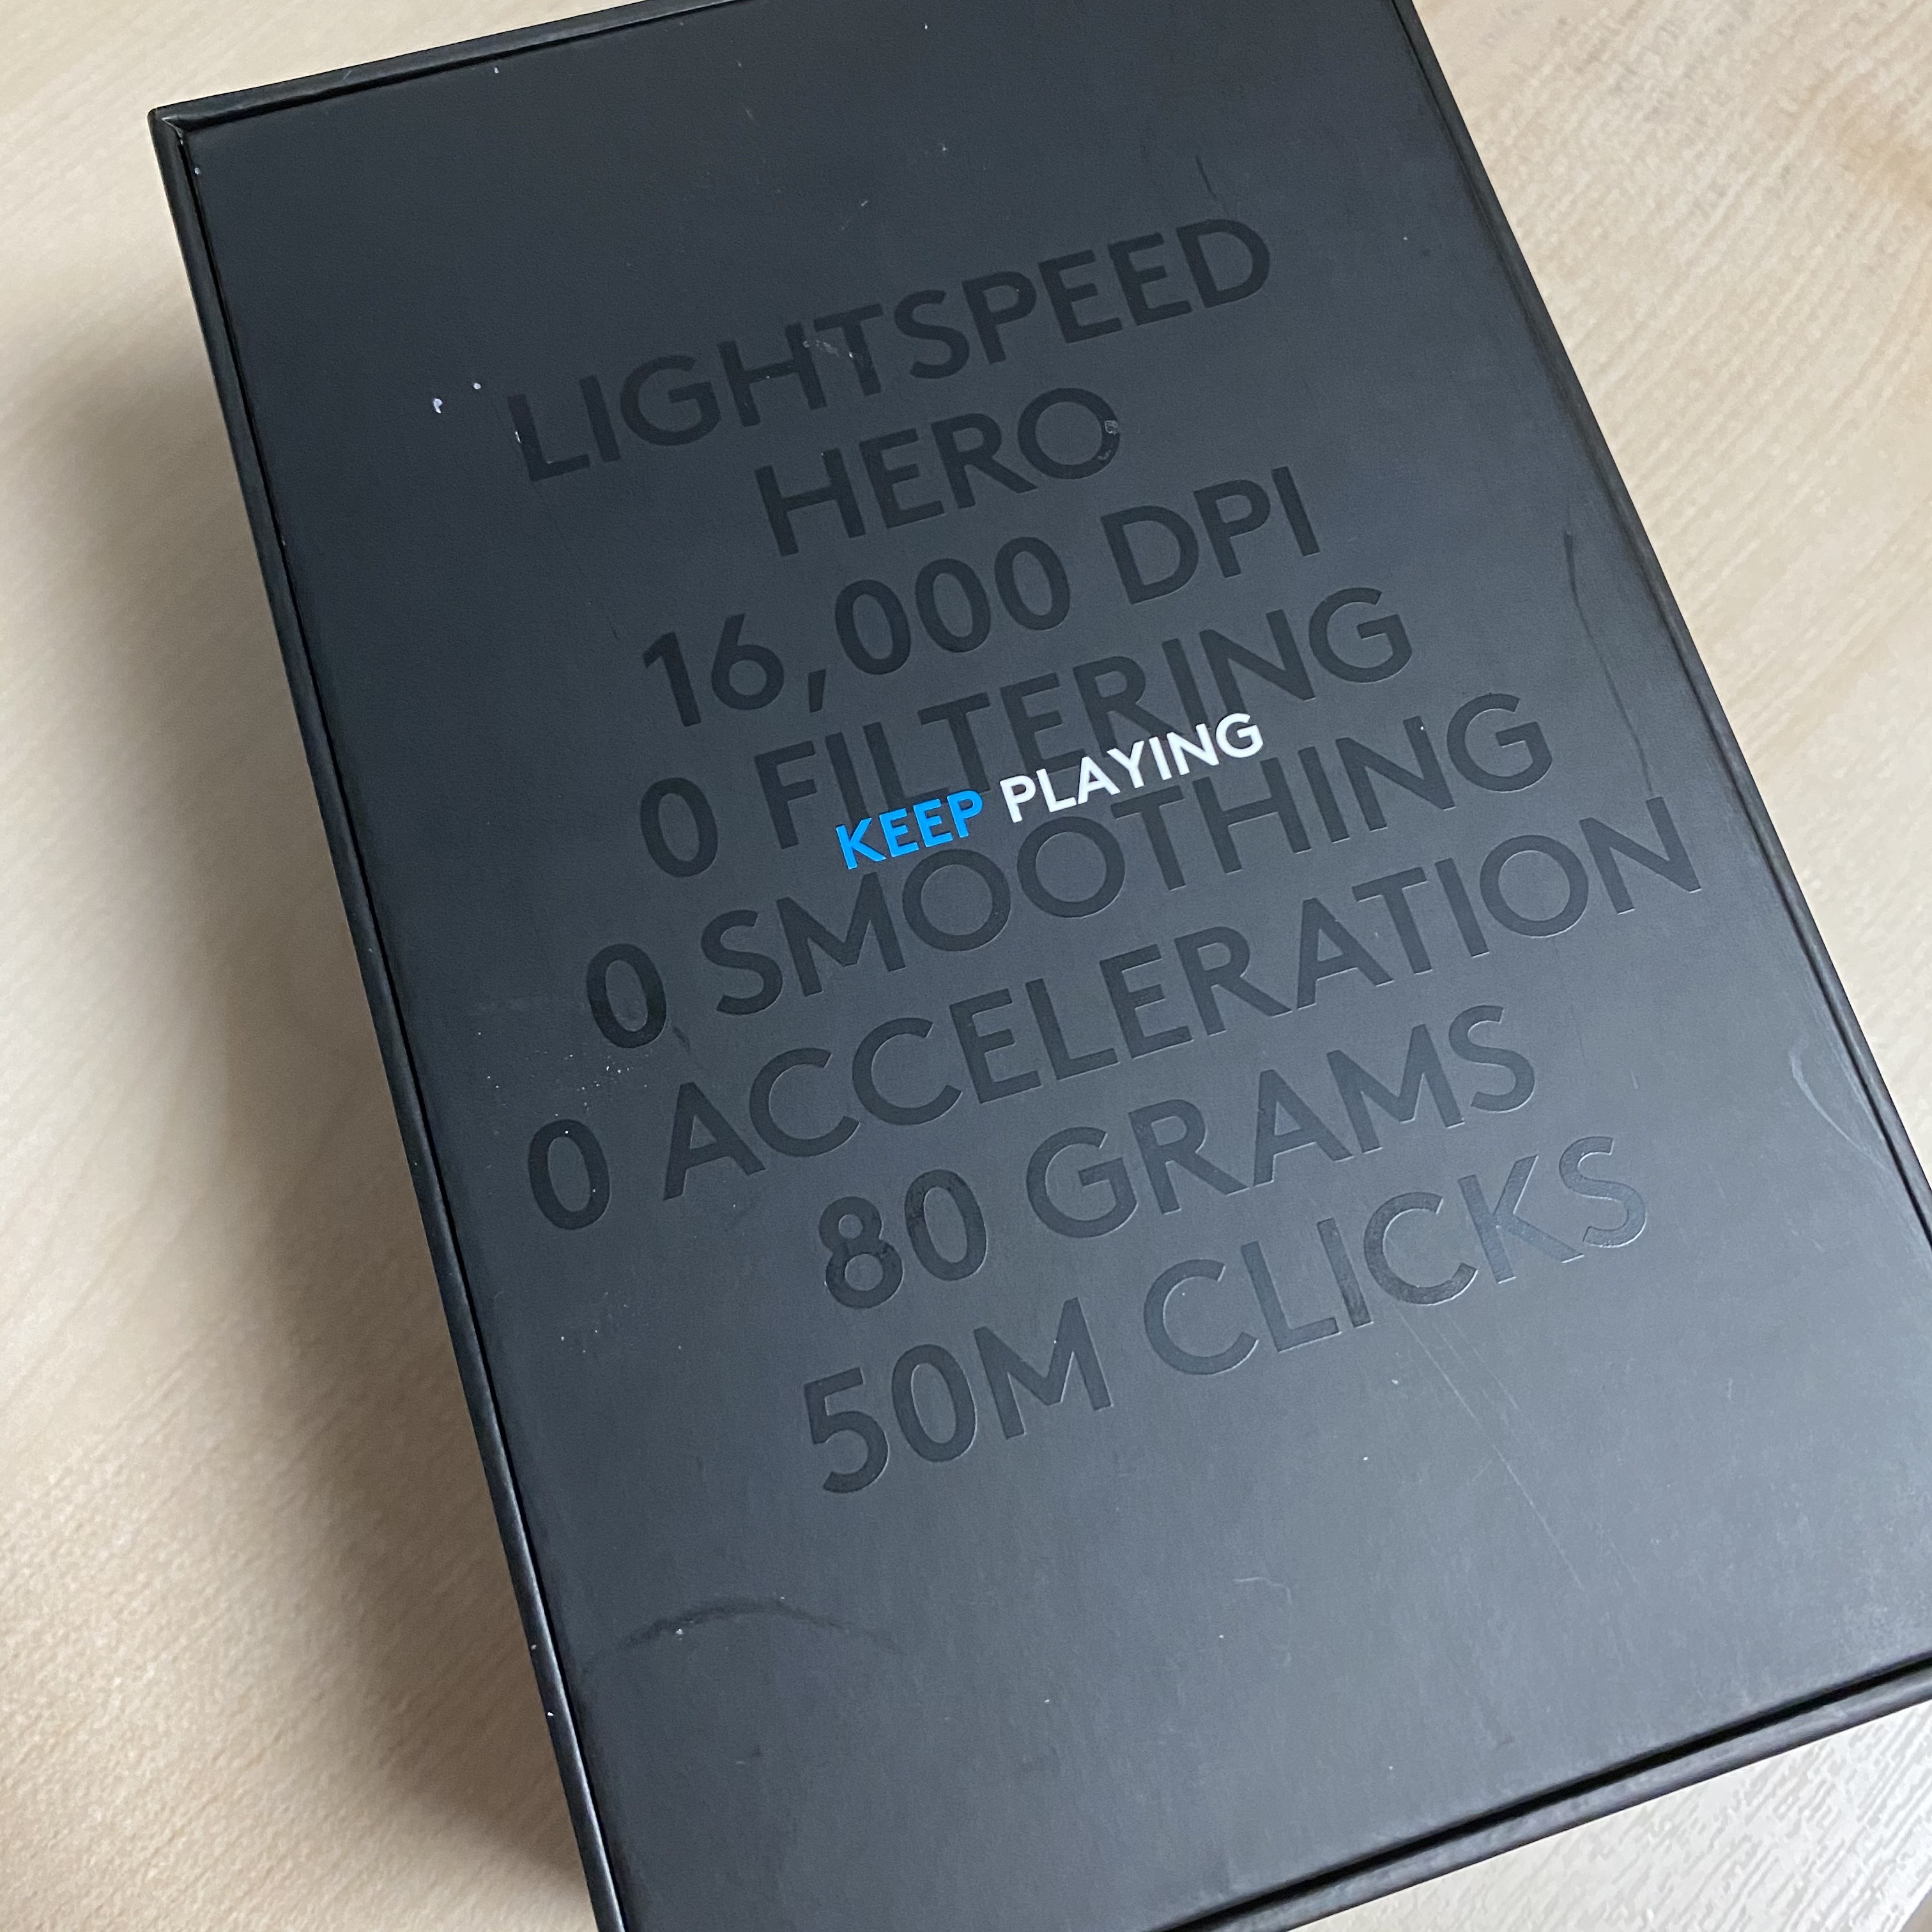 LIGHTSPEED
HERO
16,000 DPI
0 FILTERING
KEEP PLAYING
0 SMOOTHING
0 ACCELERATION
80 GRAMS
50M CLICKS